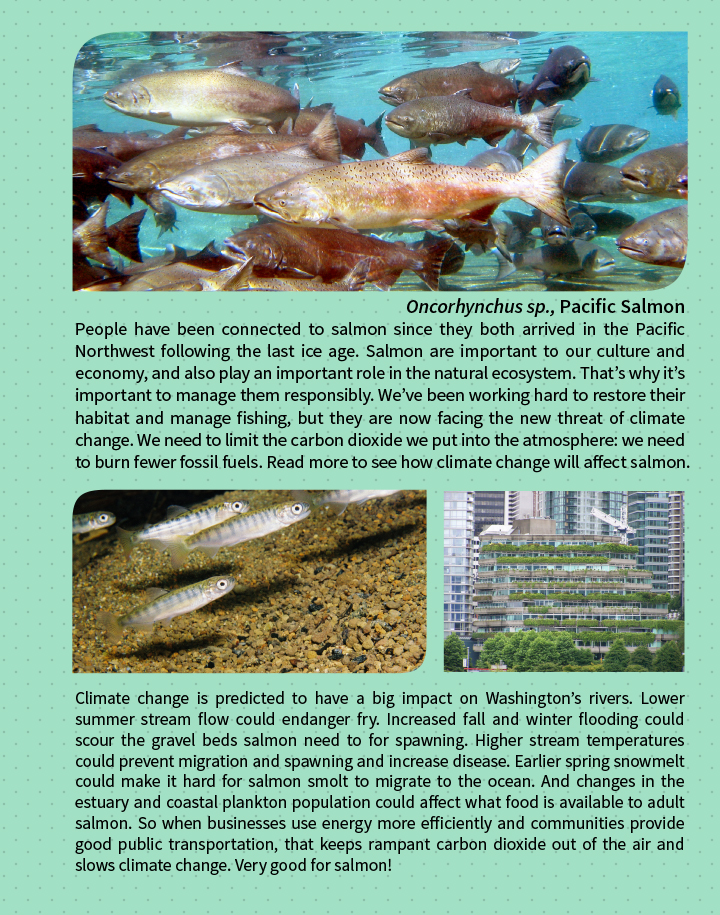 Oncorhynchus sp., Pacific Salmon
People have been connected to salmon since they both arrived in the Pacific
Northwest following the last ice age. Salmon are important to our culture and
economy, and also play an important role in the natural ecosystem. That's why it's
important to manage them responsibly. We've been working hard to restore their
habitat and manage fishing, but they are now facing the new threat of climate
change. We need to limit the carbon dioxide we put into the atmosphere: we need
to burn fewer fossil fuels. Read more to see how climate change will affect salmon.
Climate change is predicted to have a big impact on Washington's rivers. Lower
summer stream flow could endanger fry. Increased fall and winter flooding could
scour the gravel beds salmon need to for spawning. Higher stream temperatures
could prevent migration and spawning and increase disease. Earlier spring snowmelt
could make it hard for salmon smolt to migrate to the ocean. And changes in the
estuary and coastal plankton population could affect what food is available to adult
salmon. So when businesses use energy more efficiently and communities provide
good public transportation, that keeps rampant carbon dioxide out of the air and
slows climate change. Very good for salmon!